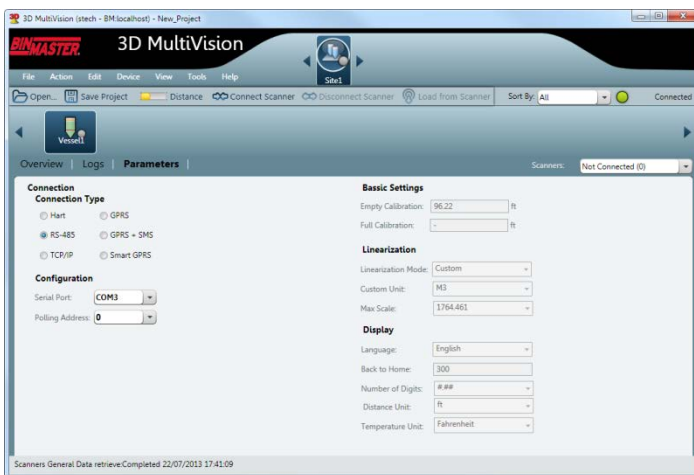 3D MultiVision (stech - BM:localhost) - New_Project
BINMASTER 3D MultiVision
Site1
File Action Edit Device View Tools Help
Open... Save Project Distance Connect Scanner Disconnect Scanner Load from Scanner Sort By: All Connected
Vessel1
Overview | Logs | Parameters | Scanners: Not Connected (0)
Connection
Connection Type
Hart GPRS
RS-485 GPRS + SMS
TCP/IP Smart GPRS
Configuration
Serial Port: COM3
Polling Address: 0
Bassic Settings
Empty Calibration: 96.22 ft
Full Calibration: - ft
Linearization
Linearization Mode: Custom
Custom Unit: M3
Max Scale: 1764.461
Display
Language: English
Back to Home: 300
Number of Digits: #.##
Distance Unit: ft
Temperature Unit: Fahrenheit
Scanners General Data retrieve:Completed 22/07/2013 17:41:09